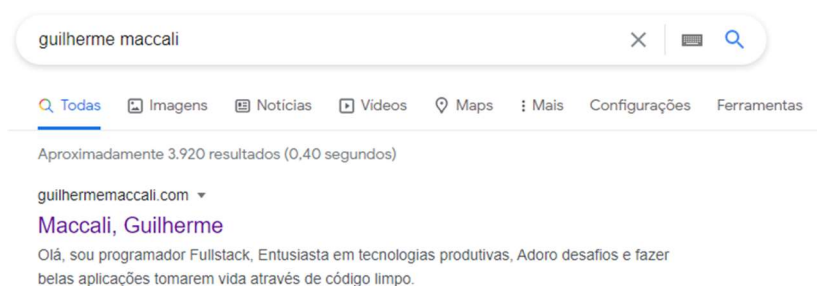 guilherme maccali
Todas Imagens Notícias Vídeos Maps Mais Configurações Ferramentas
Aproximadamente 3.920 resultados (0,40 segundos)
guilhermemaccali.com
Maccali, Guilherme
Olá, sou programador Fullstack, Entusiasta em tecnologias produtivas, Adoro desafios e fazer
belas aplicações tomarem vida através de código limpo.